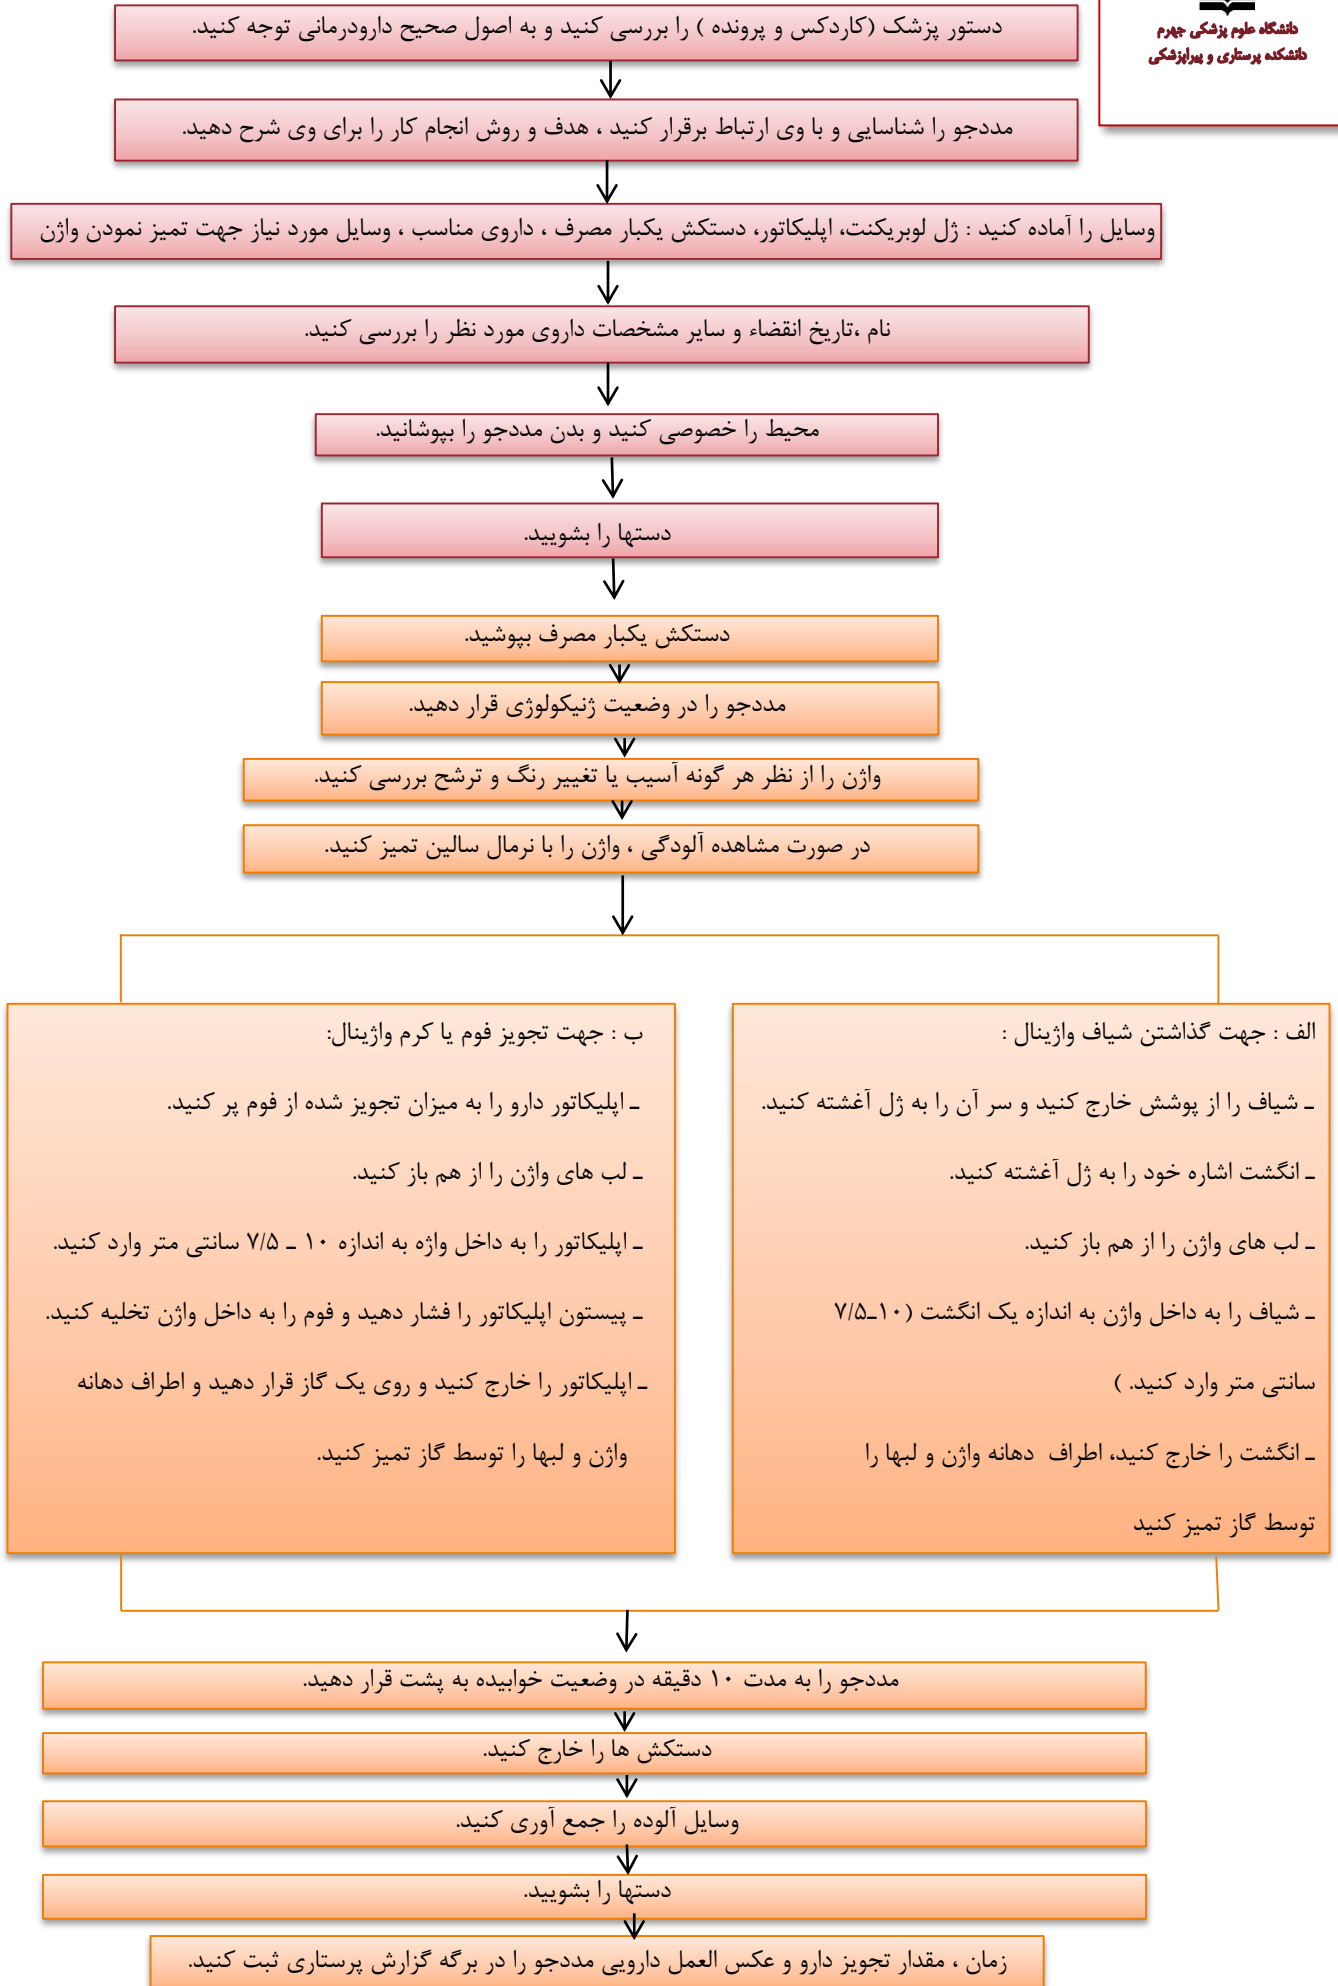 دانشگاه علوم پزشکی جهرم
دانشکده پرستاری و پیراپزشکی
دستور پزشک (کاردکس و پرونده ) را بررسی کنید و به اصول صحیح دارودرمانی توجه کنید.
مددجو را شناسایی و با وی ارتباط برقرار کنید ، هدف و روش انجام کار را برای وی شرح دهید.
وسایل را آماده کنید : ژل لوبریکنت، اپلیکاتور، دستکش یکبار مصرف ، داروی مناسب ، وسایل مورد نیاز جهت تمیز نمودن واژن
نام ،تاریخ انقضاء و سایر مشخصات داروی مورد نظر را بررسی کنید.
محیط را خصوصی کنید و بدن مددجو را بپوشانید.
دستها را بشویید.
دستکش یکبار مصرف بپوشید.
مددجو را در وضعیت ژنیکولوژی قرار دهید.
واژن را از نظر هر گونه آسیب یا تغییر رنگ و ترشح بررسی کنید.
در صورت مشاهده آلودگی ، واژن را با نرمال سالین تمیز کنید.
الف : جهت گذاشتن شیاف واژینال :
ـ شیاف را از پوشش خارج کنید و سر آن را به ژل آغشته کنید.
ـ انگشت اشاره خود را به ژل آغشته کنید.
ـ لب های واژن را از هم باز کنید.
ـ شیاف را به داخل واژن به اندازه یک انگشت (۱۰ـ۷/۵
سانتی متر وارد کنید. )
ـ انگشت را خارج کنید، اطراف دهانه واژن و لبها را
توسط گاز تمیز کنید
ب : جهت تجویز فوم یا کرم واژینال:
ـ اپلیکاتور دارو را به میزان تجویز شده از فوم پر کنید.
ـ لب های واژن را از هم باز کنید.
ـ اپلیکاتور را به داخل واژه به اندازه ۱۰ ـ ۷/۵ سانتی متر وارد کنید.
ـ پیستون اپلیکاتور را فشار دهید و فوم را به داخل واژن تخلیه کنید.
ـ اپلیکاتور را خارج کنید و روی یک گاز قرار دهید و اطراف دهانه
واژن و لبها را توسط گاز تمیز کنید.
مددجو را به مدت ۱۰ دقیقه در وضعیت خوابیده به پشت قرار دهید.
دستکش ها را خارج کنید.
وسایل آلوده را جمع آوری کنید.
دستها را بشویید.
زمان ، مقدار تجویز دارو و عکس العمل دارویی مددجو را در برگه گزارش پرستاری ثبت کنید.